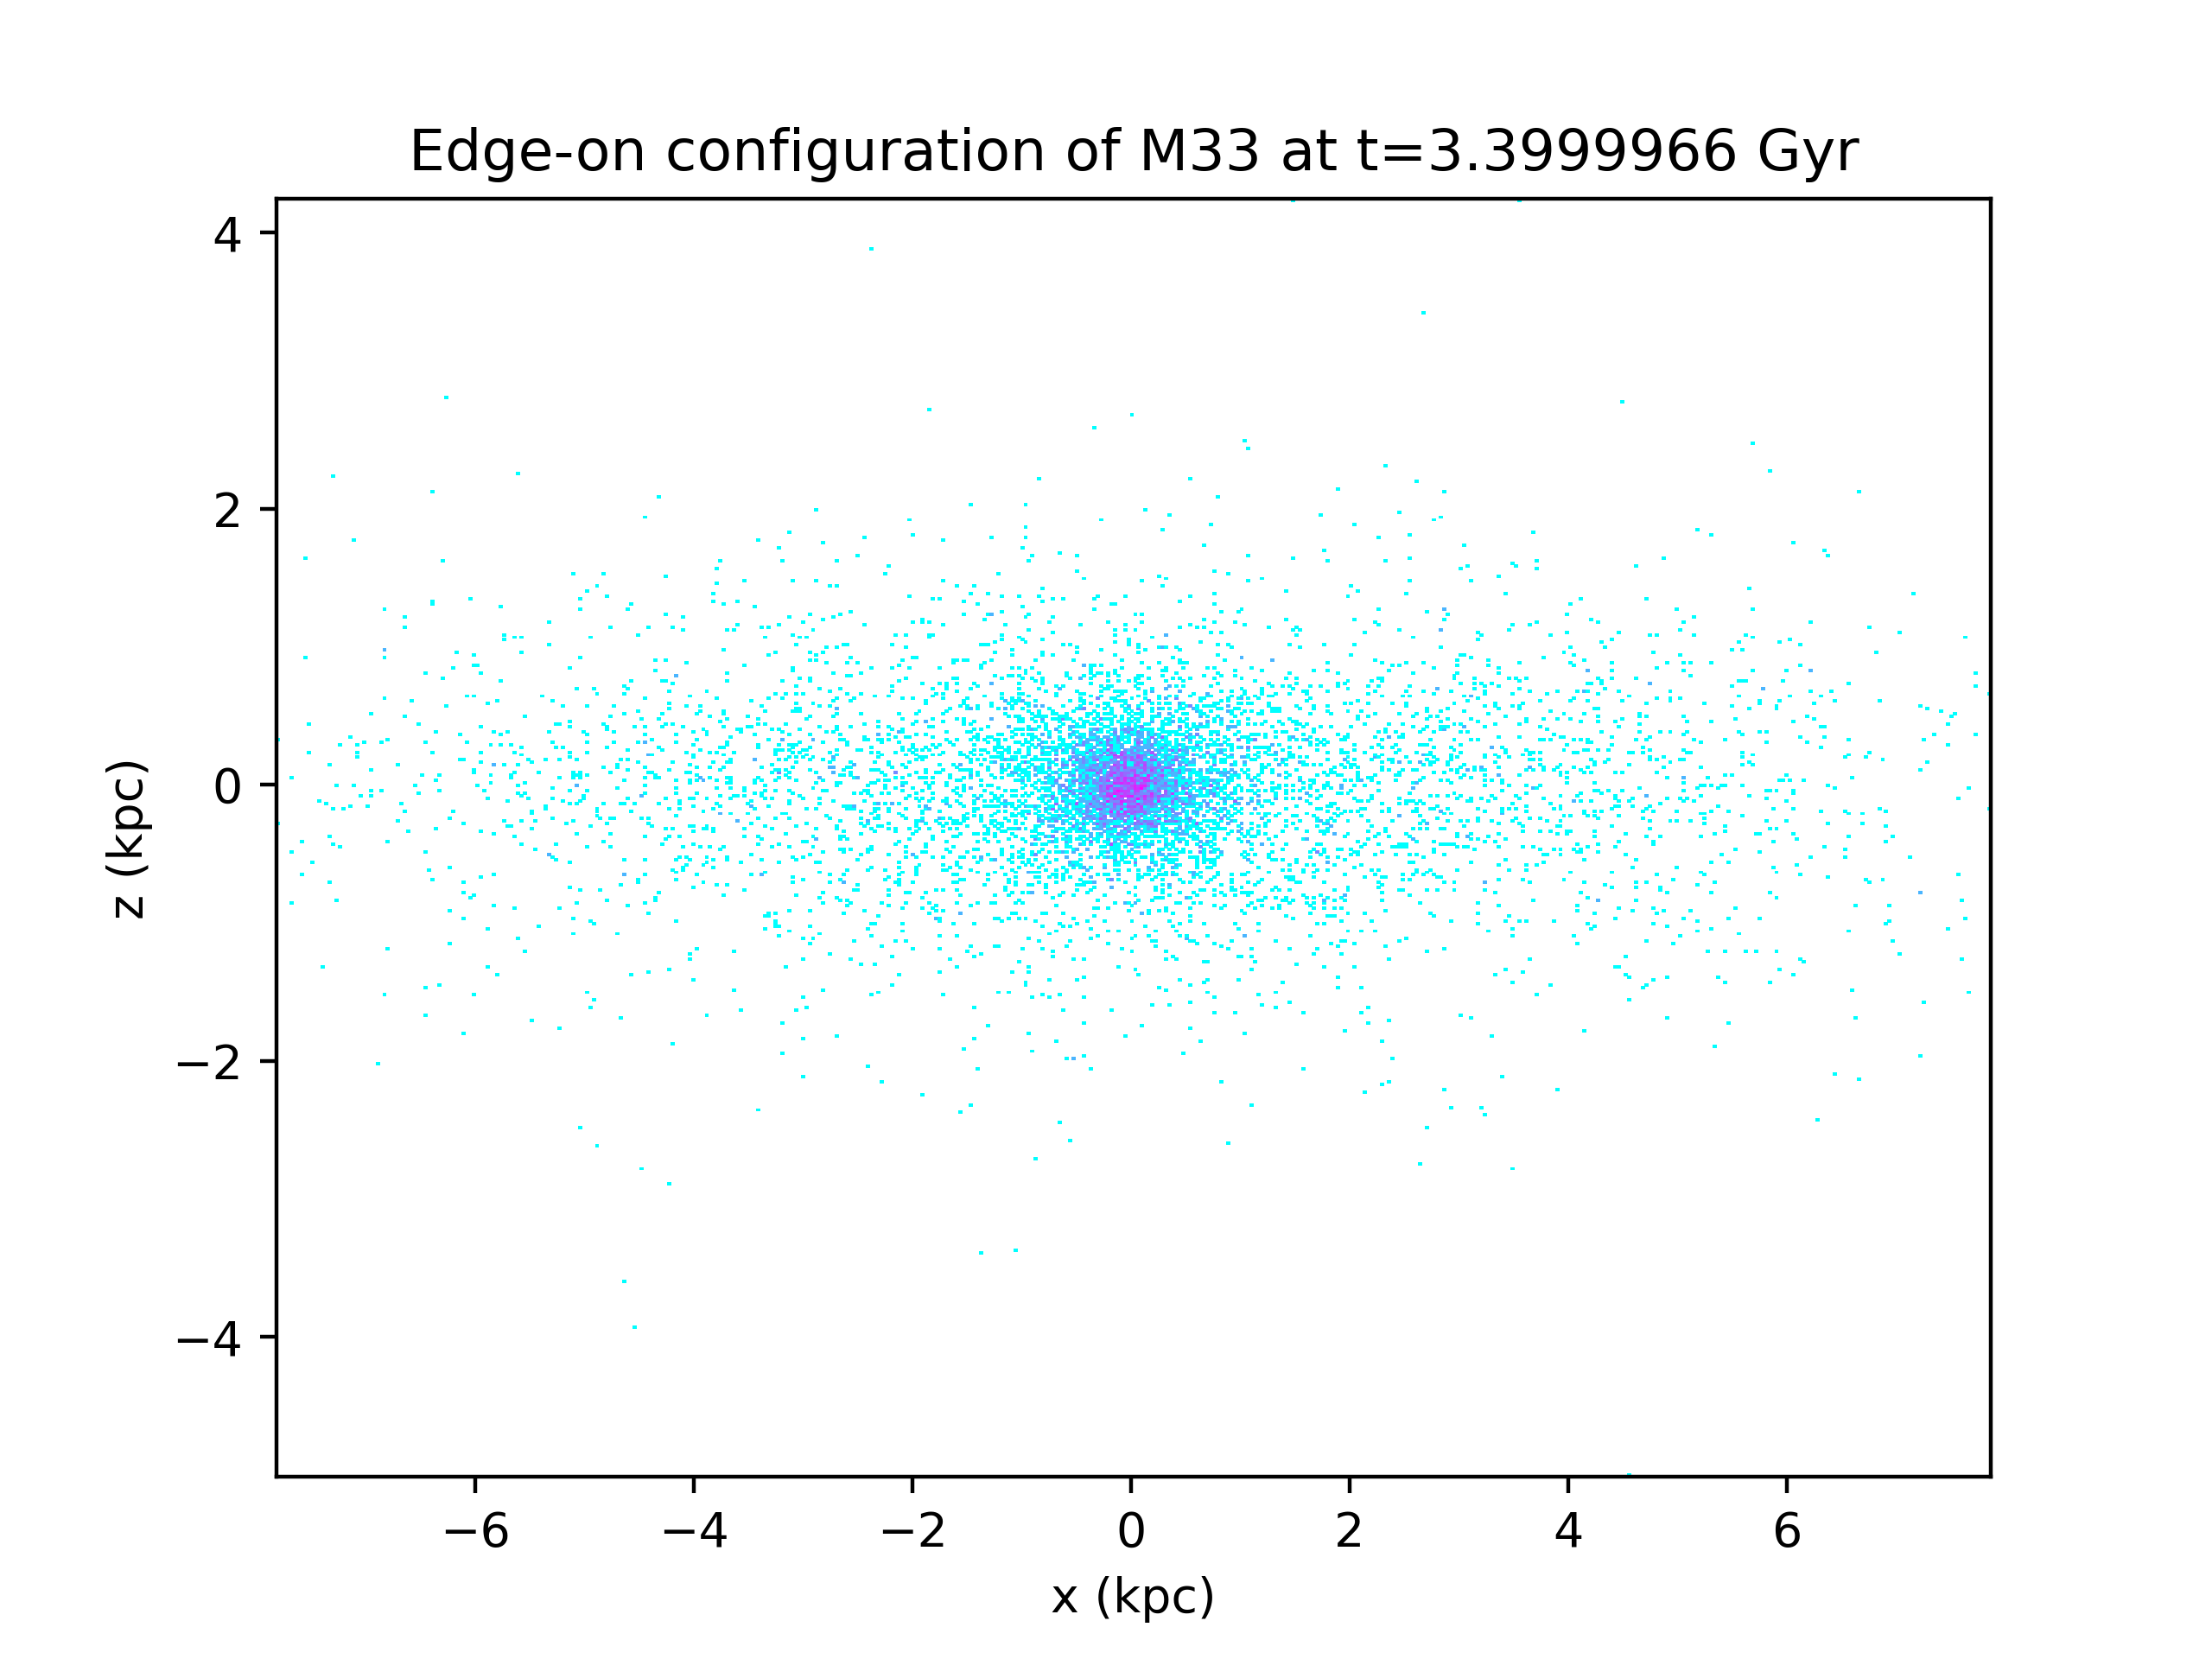 Edge-on configuration of M33 at t=3.3999966 Gyr
4
2
0
−2
−4
z (kpc)
−6 −4 −2 0 2 4 6
x (kpc)